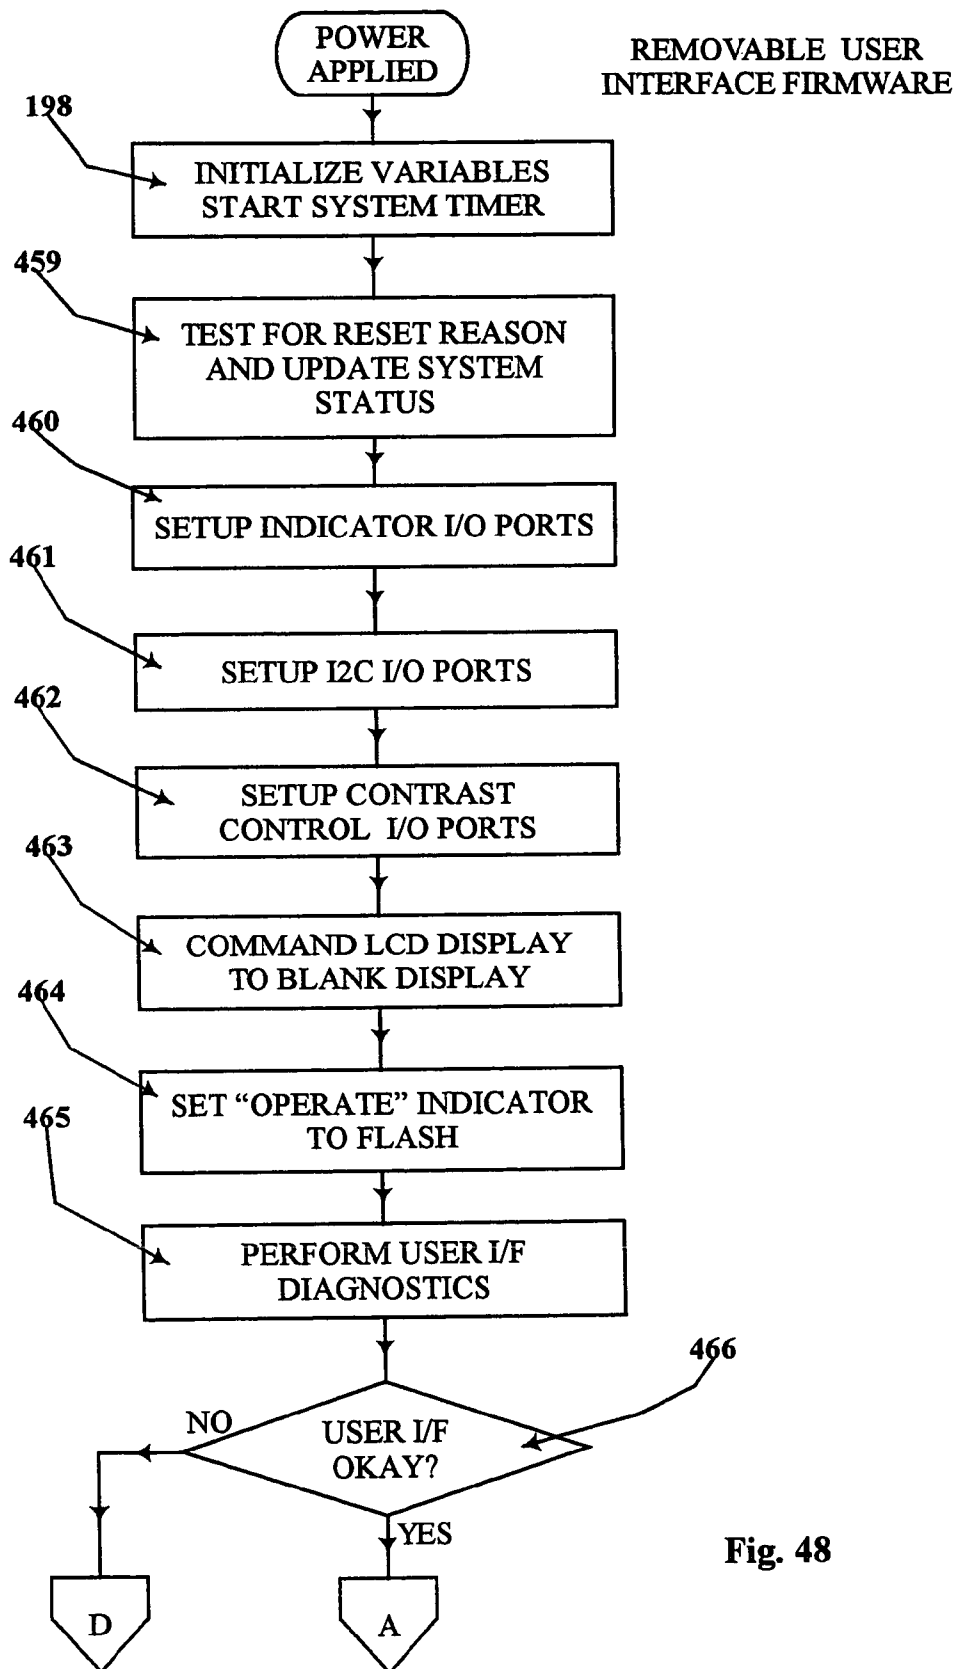 POWER
APPLIED
REMOVABLE USER
INTERFACE FIRMWARE
198
INITIALIZE VARIABLES
START SYSTEM TIMER
459
TEST FOR RESET REASON
AND UPDATE SYSTEM
STATUS
460
SETUP INDICATOR I/O PORTS
461
SETUP I2C I/O PORTS
462
SETUP CONTRAST
CONTROL I/O PORTS
463
COMMAND LCD DISPLAY
TO BLANK DISPLAY
464
SET “OPERATE” INDICATOR
TO FLASH
465
PERFORM USER I/F
DIAGNOSTICS
466
NO
USER I/F
OKAY?
YES
Fig. 48
D
A